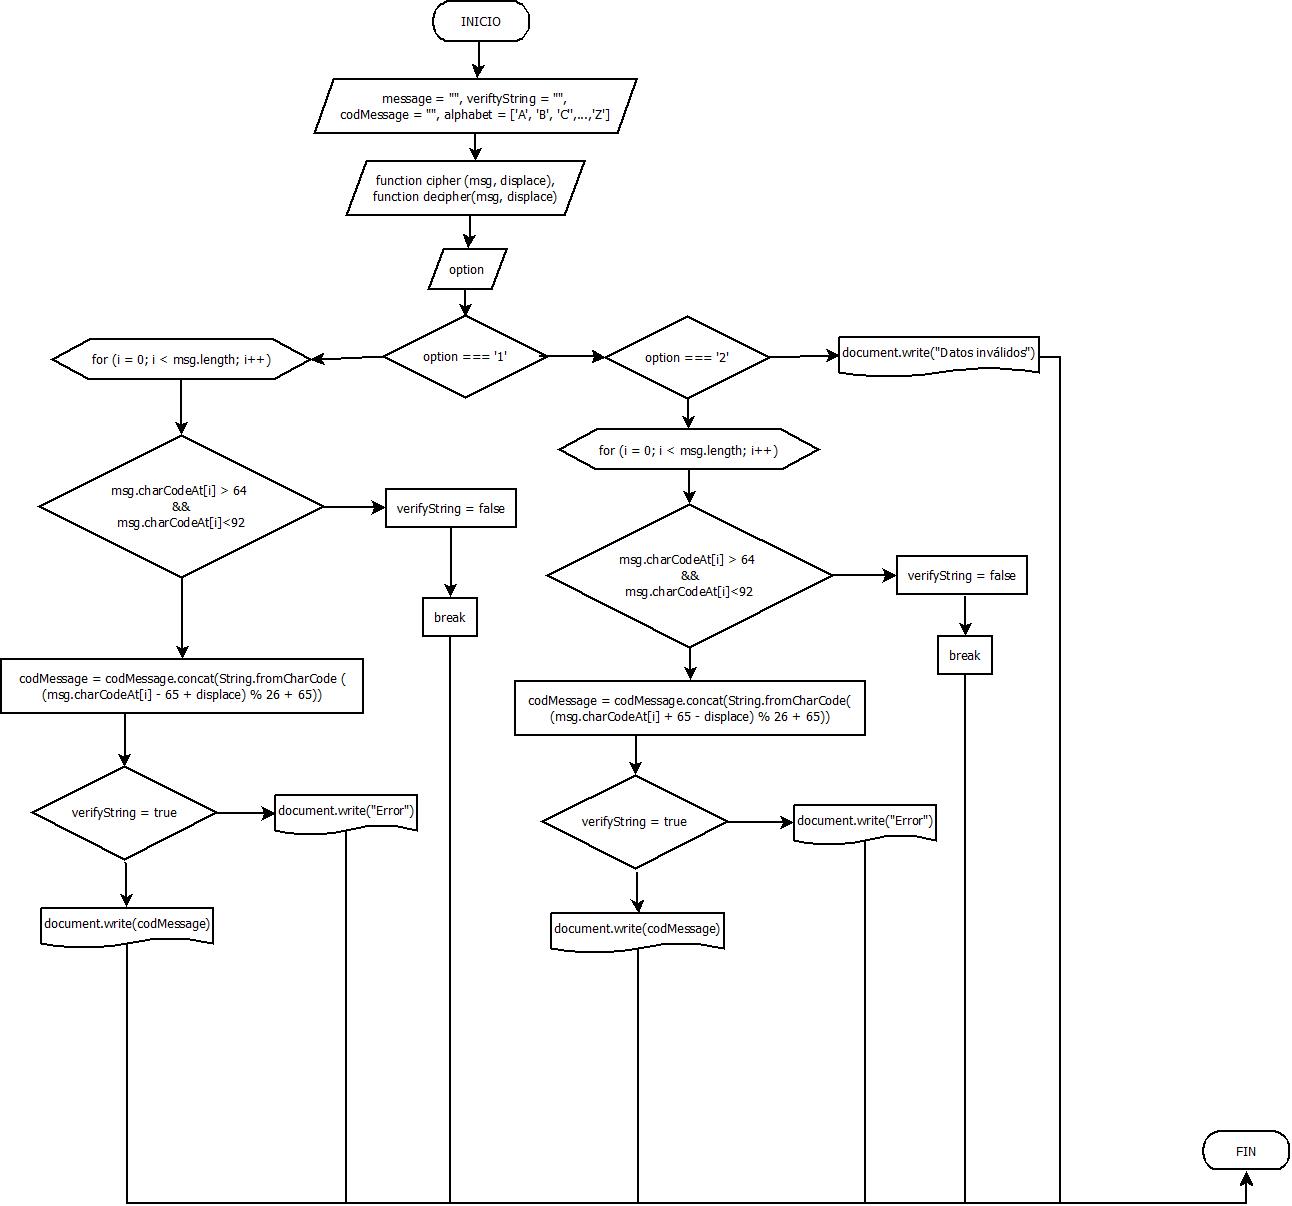 INICIO
message = "", veriftyString = "",
codMessage = "", alphabet = ['A', 'B', 'C',...,'Z']
function cipher (msg, displace),
function decipher(msg, displace)
option
for (i = 0; i < msg.length; i++)
option === '1'
option === '2'
document.write("Datos inválidos")
for (i = 0; i < msg.length; i++)
msg.charCodeAt[i] > 64
&&
msg.charCodeAt[i]<92
verifyString = false
msg.charCodeAt[i] > 64
&&
msg.charCodeAt[i]<92
verifyString = false
break
break
codMessage = codMessage.concat(String.fromCharCode (
(msg.charCodeAt[i] - 65 + displace) % 26 + 65))
codMessage = codMessage.concat(String.fromCharCode(
(msg.charCodeAt[i] + 65 - displace) % 26 + 65))
verifyString = true
document.write("Error")
verifyString = true
document.write("Error")
document.write(codMessage)
document.write(codMessage)
FIN